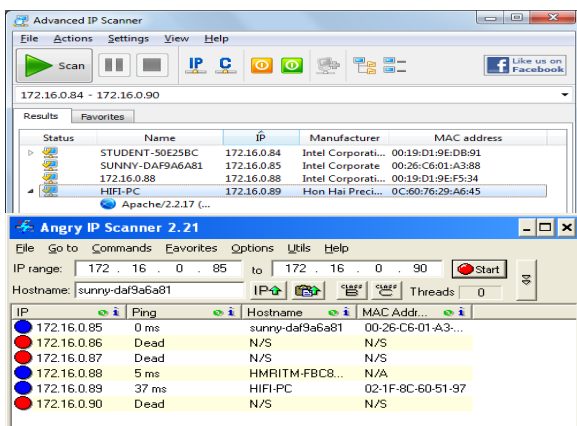 Advanced IP Scanner
File Actions Settings View Help
Scan IP C Like us on Facebook
172.16.0.84 - 172.16.0.90
Results Favorites
Status Name IP Manufacturer MAC address
STUDENT-50E25BC 172.16.0.84 Intel Corporati... 00:19:D1:9E:DB:91
SUNNY-DAF9A6A81 172.16.0.85 Intel Corporate 00:26:C6:01:A3:88
172.16.0.88 172.16.0.88 Intel Corporati... 00:19:D1:9E:F5:34
HIFI-PC 172.16.0.89 Hon Hai Preci... 0C:60:76:29:A6:45
Apache/2.2.17 (...
Angry IP Scanner 2.21
File Go to Commands Favorites Options Utils Help
IP range: 172 . 16 . 0 . 85 to 172 . 16 . 0 . 90 Start
Hostname: sunny-daf9a6a81 IP CLASS B CLASS C Threads 0
IP Ping Hostname MAC Addr...
172.16.0.85 0 ms sunny-daf9a6a81 00-26-C6-01-A3-...
172.16.0.86 Dead N/S N/S
172.16.0.87 Dead N/S N/S
172.16.0.88 5 ms HMRITM-FBC8... N/A
172.16.0.89 37 ms HIFI-PC 02-1F-8C-60-51-97
172.16.0.90 Dead N/S N/S